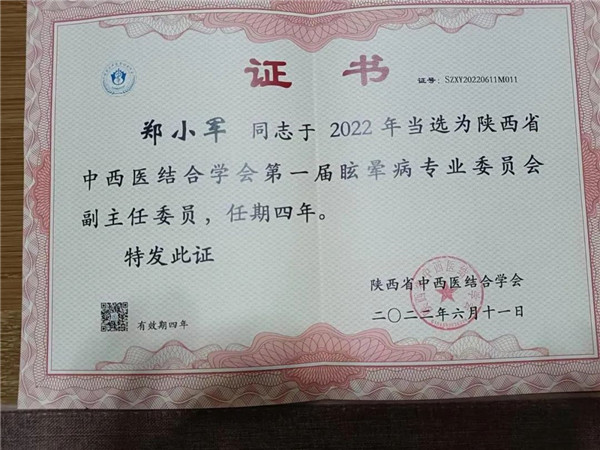 证书
证号：SZXY20220611M011
郑小军 同志于 2022 年当选为陕西省
中西医结合学会第一届眩晕病专业委员会
副主任委员，任期四年。
特发此证
陕西省中西医结合学会
二〇二二年六月十一日
有效期四年